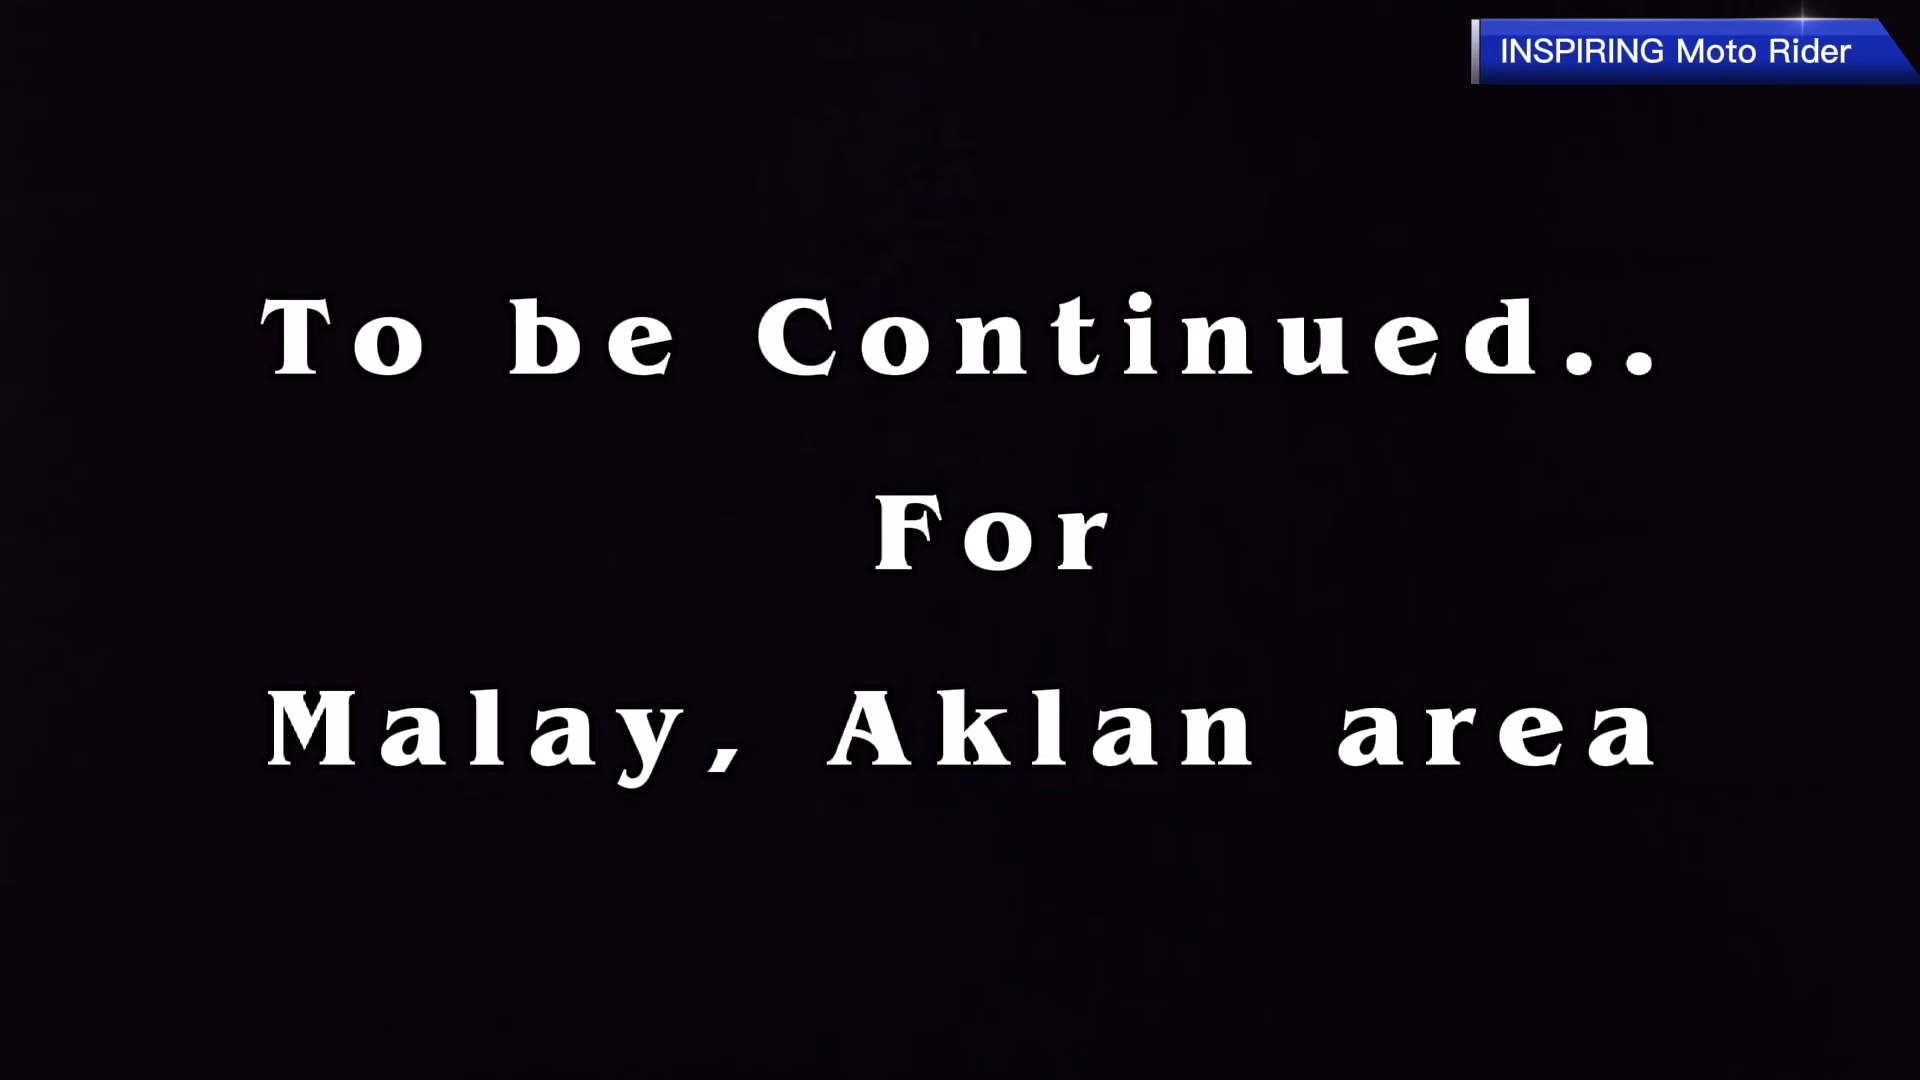 INSPIRING Moto Rider
To be Continued..
For
Malay, Aklan area